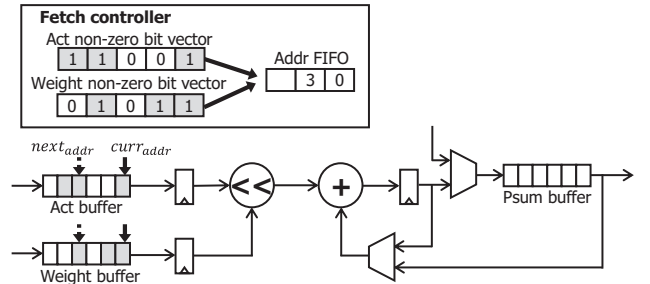 Fetch controller
Act non-zero bit vector
1 1 0 0 1
Addr FIFO
3 0
Weight non-zero bit vector
0 1 0 1 1
next_addr curr_addr
Act buffer
<<
+
Psum buffer
Weight buffer